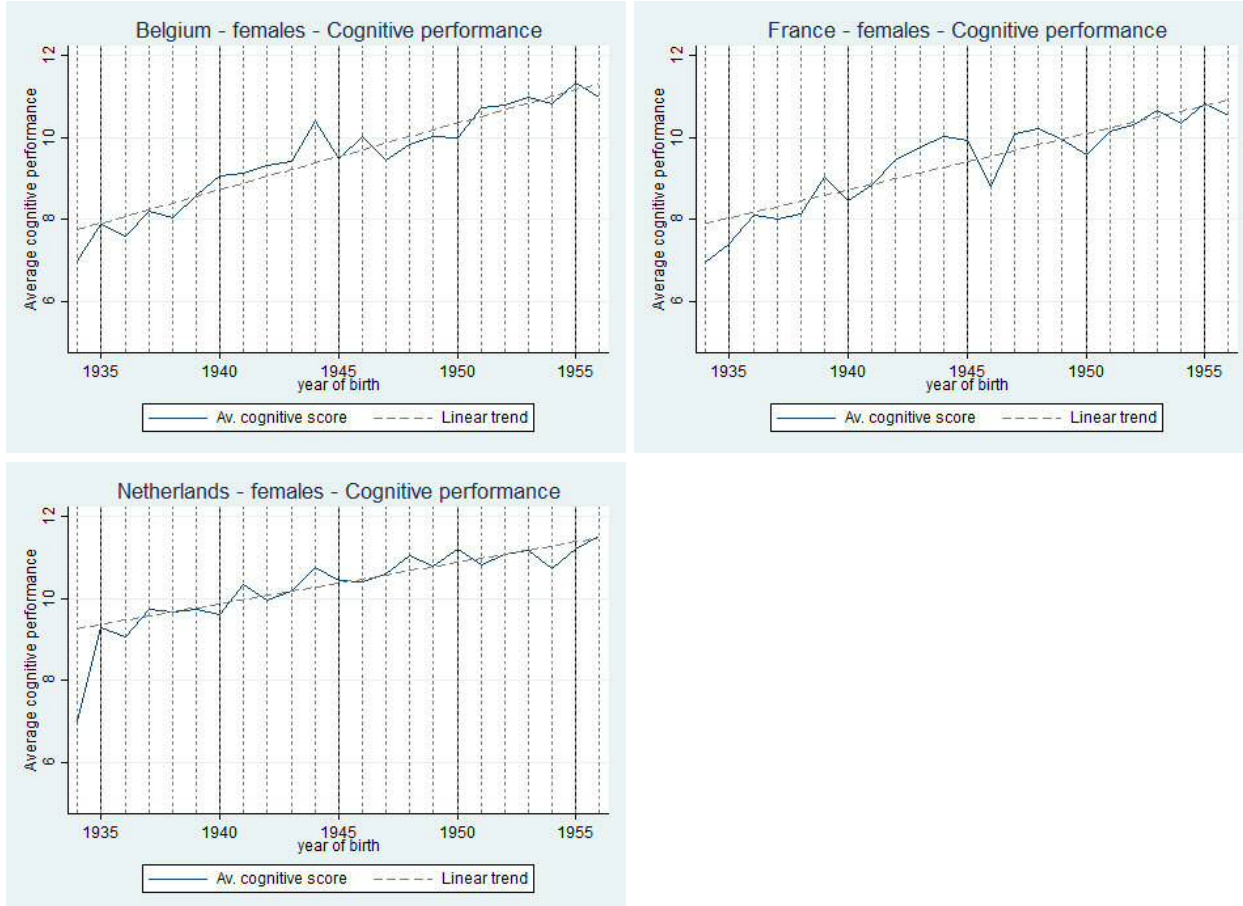 Belgium - females - Cognitive performance
Average cognitive performance
12
10
8
6
1935 1940 1945 1950 1955
year of birth
Av. cognitive score Linear trend
France - females - Cognitive performance
Average cognitive performance
12
10
8
6
1935 1940 1945 1950 1955
year of birth
Av. cognitive score Linear trend
Netherlands - females - Cognitive performance
Average cognitive performance
12
10
8
6
1935 1940 1945 1950 1955
year of birth
Av. cognitive score Linear trend